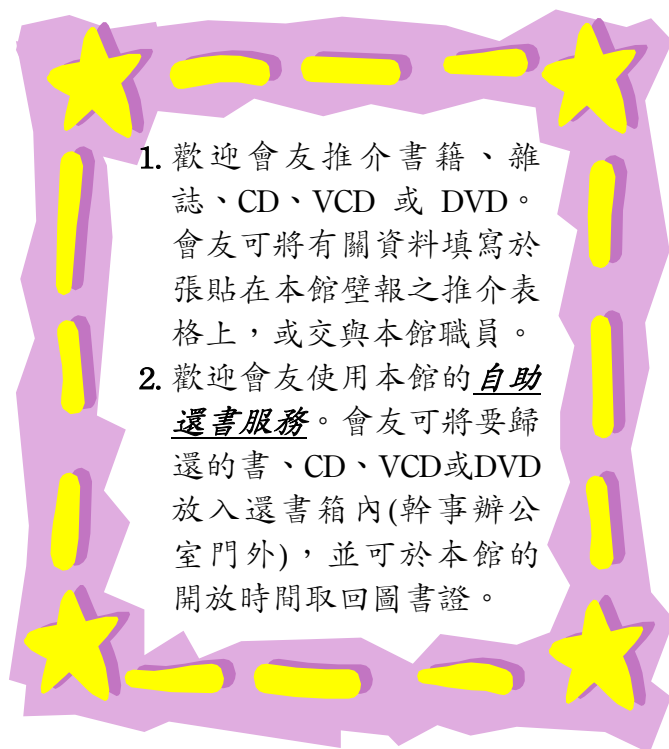 1. 歡迎會友推介書籍、雜
誌、CD、VCD 或 DVD。
會友可將有關資料填寫於
張貼在本館壁報之推介表
格上，或交與本館職員。
2. 歡迎會友使用本館的自助
還書服務。會友可將要歸
還的書、CD、VCD或DVD
放入還書箱內(幹事辦公
室門外)，並可於本館的
開放時間取回圖書證。